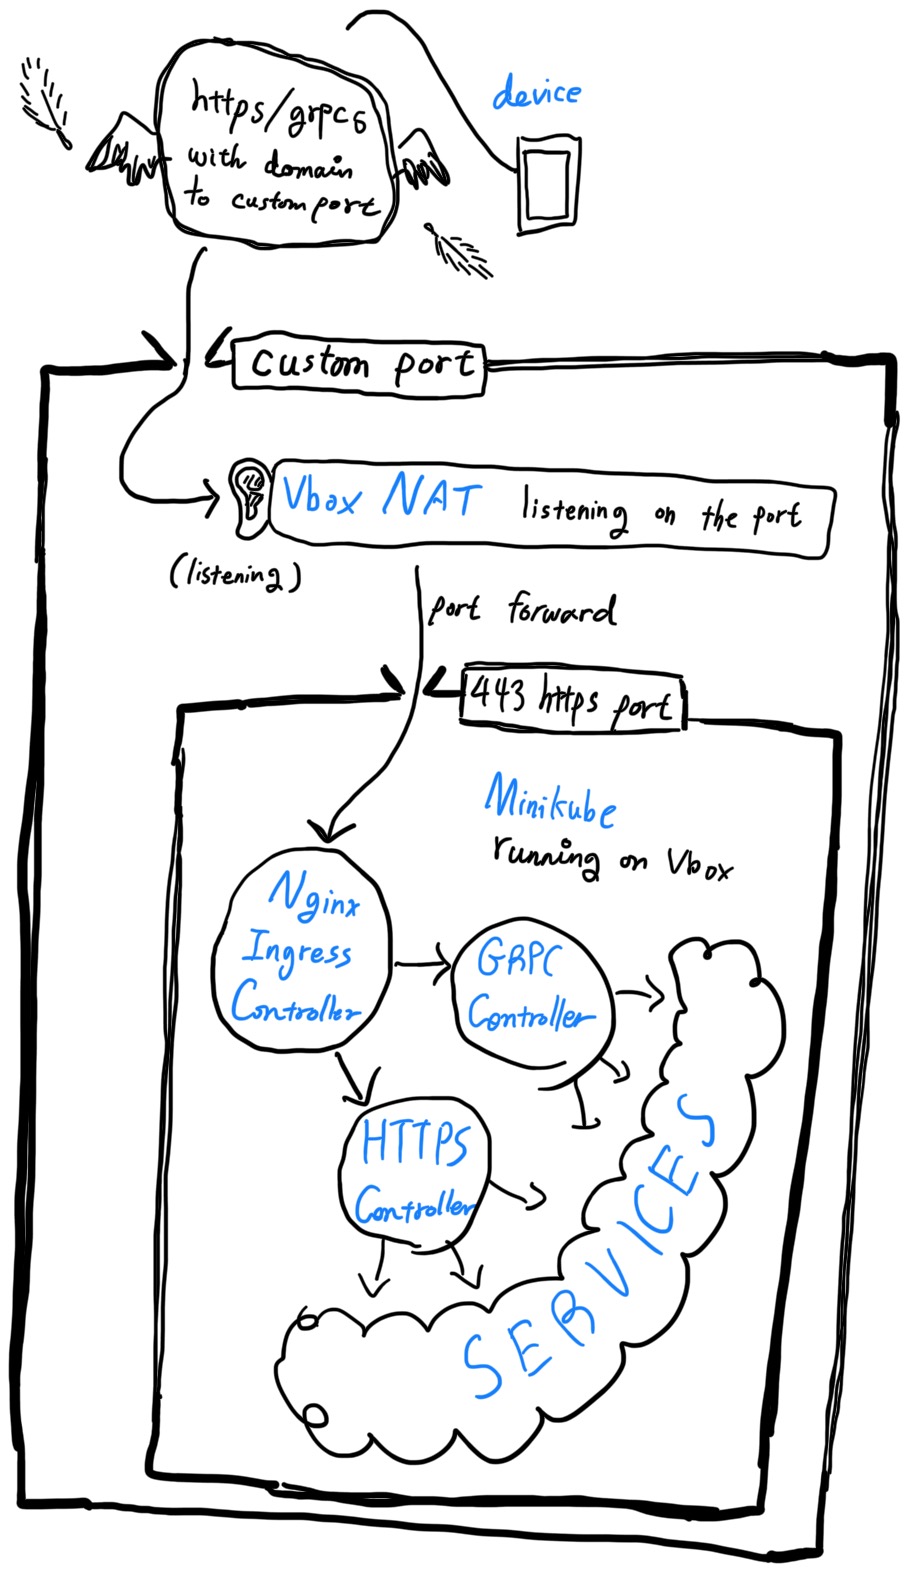 https/grpcs
with domain
to custom port
device
custom port
Vbox NAT listening on the port
(listening)
port forward
443 https port
Minikube
running on Vbox
Nginx
Ingress
Controller
GRPC
Controller
HTTPS
Controller
SERVICES